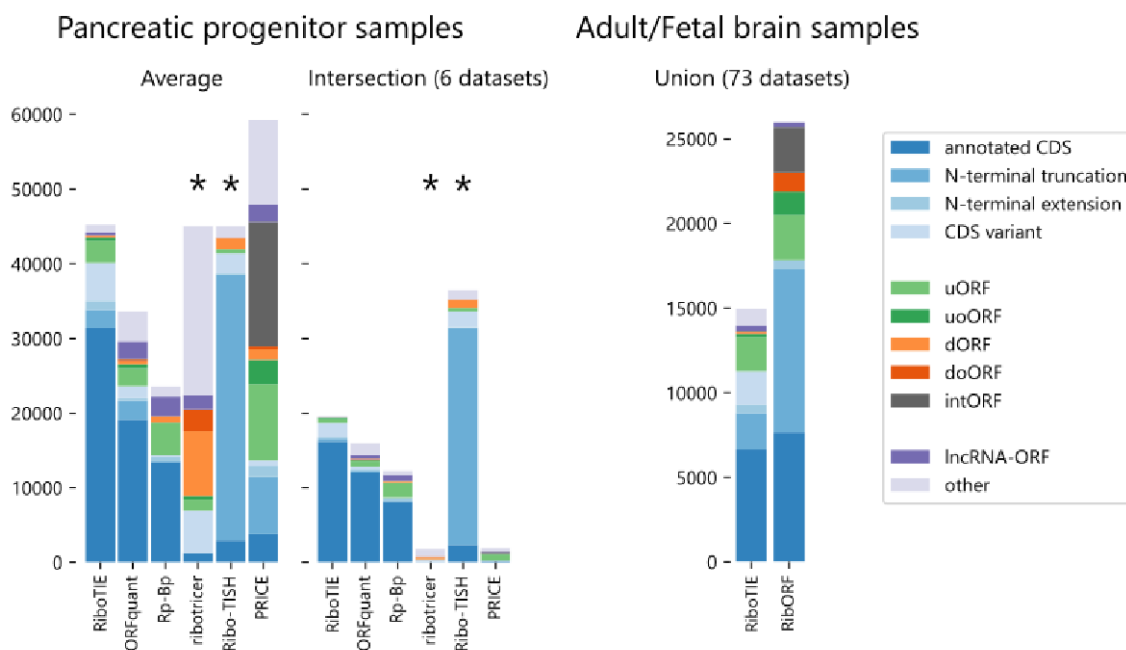 Pancreatic progenitor samples
Adult/Fetal brain samples
Average
Intersection (6 datasets)
Union (73 datasets)
60000
50000
40000
30000
20000
10000
0
* *
* *
RiboTIE
ORFquant
Rp-Bp
ribotricer
Ribo-TISH
PRICE
RiboTIE
ORFquant
Rp-Bp
ribotricer
Ribo-TISH
PRICE
25000
20000
15000
10000
5000
0
RiboTIE
RibORF
annotated CDS
N-terminal truncation
N-terminal extension
CDS variant
uORF
uoORF
dORF
doORF
intORF
lncRNA-ORF
other